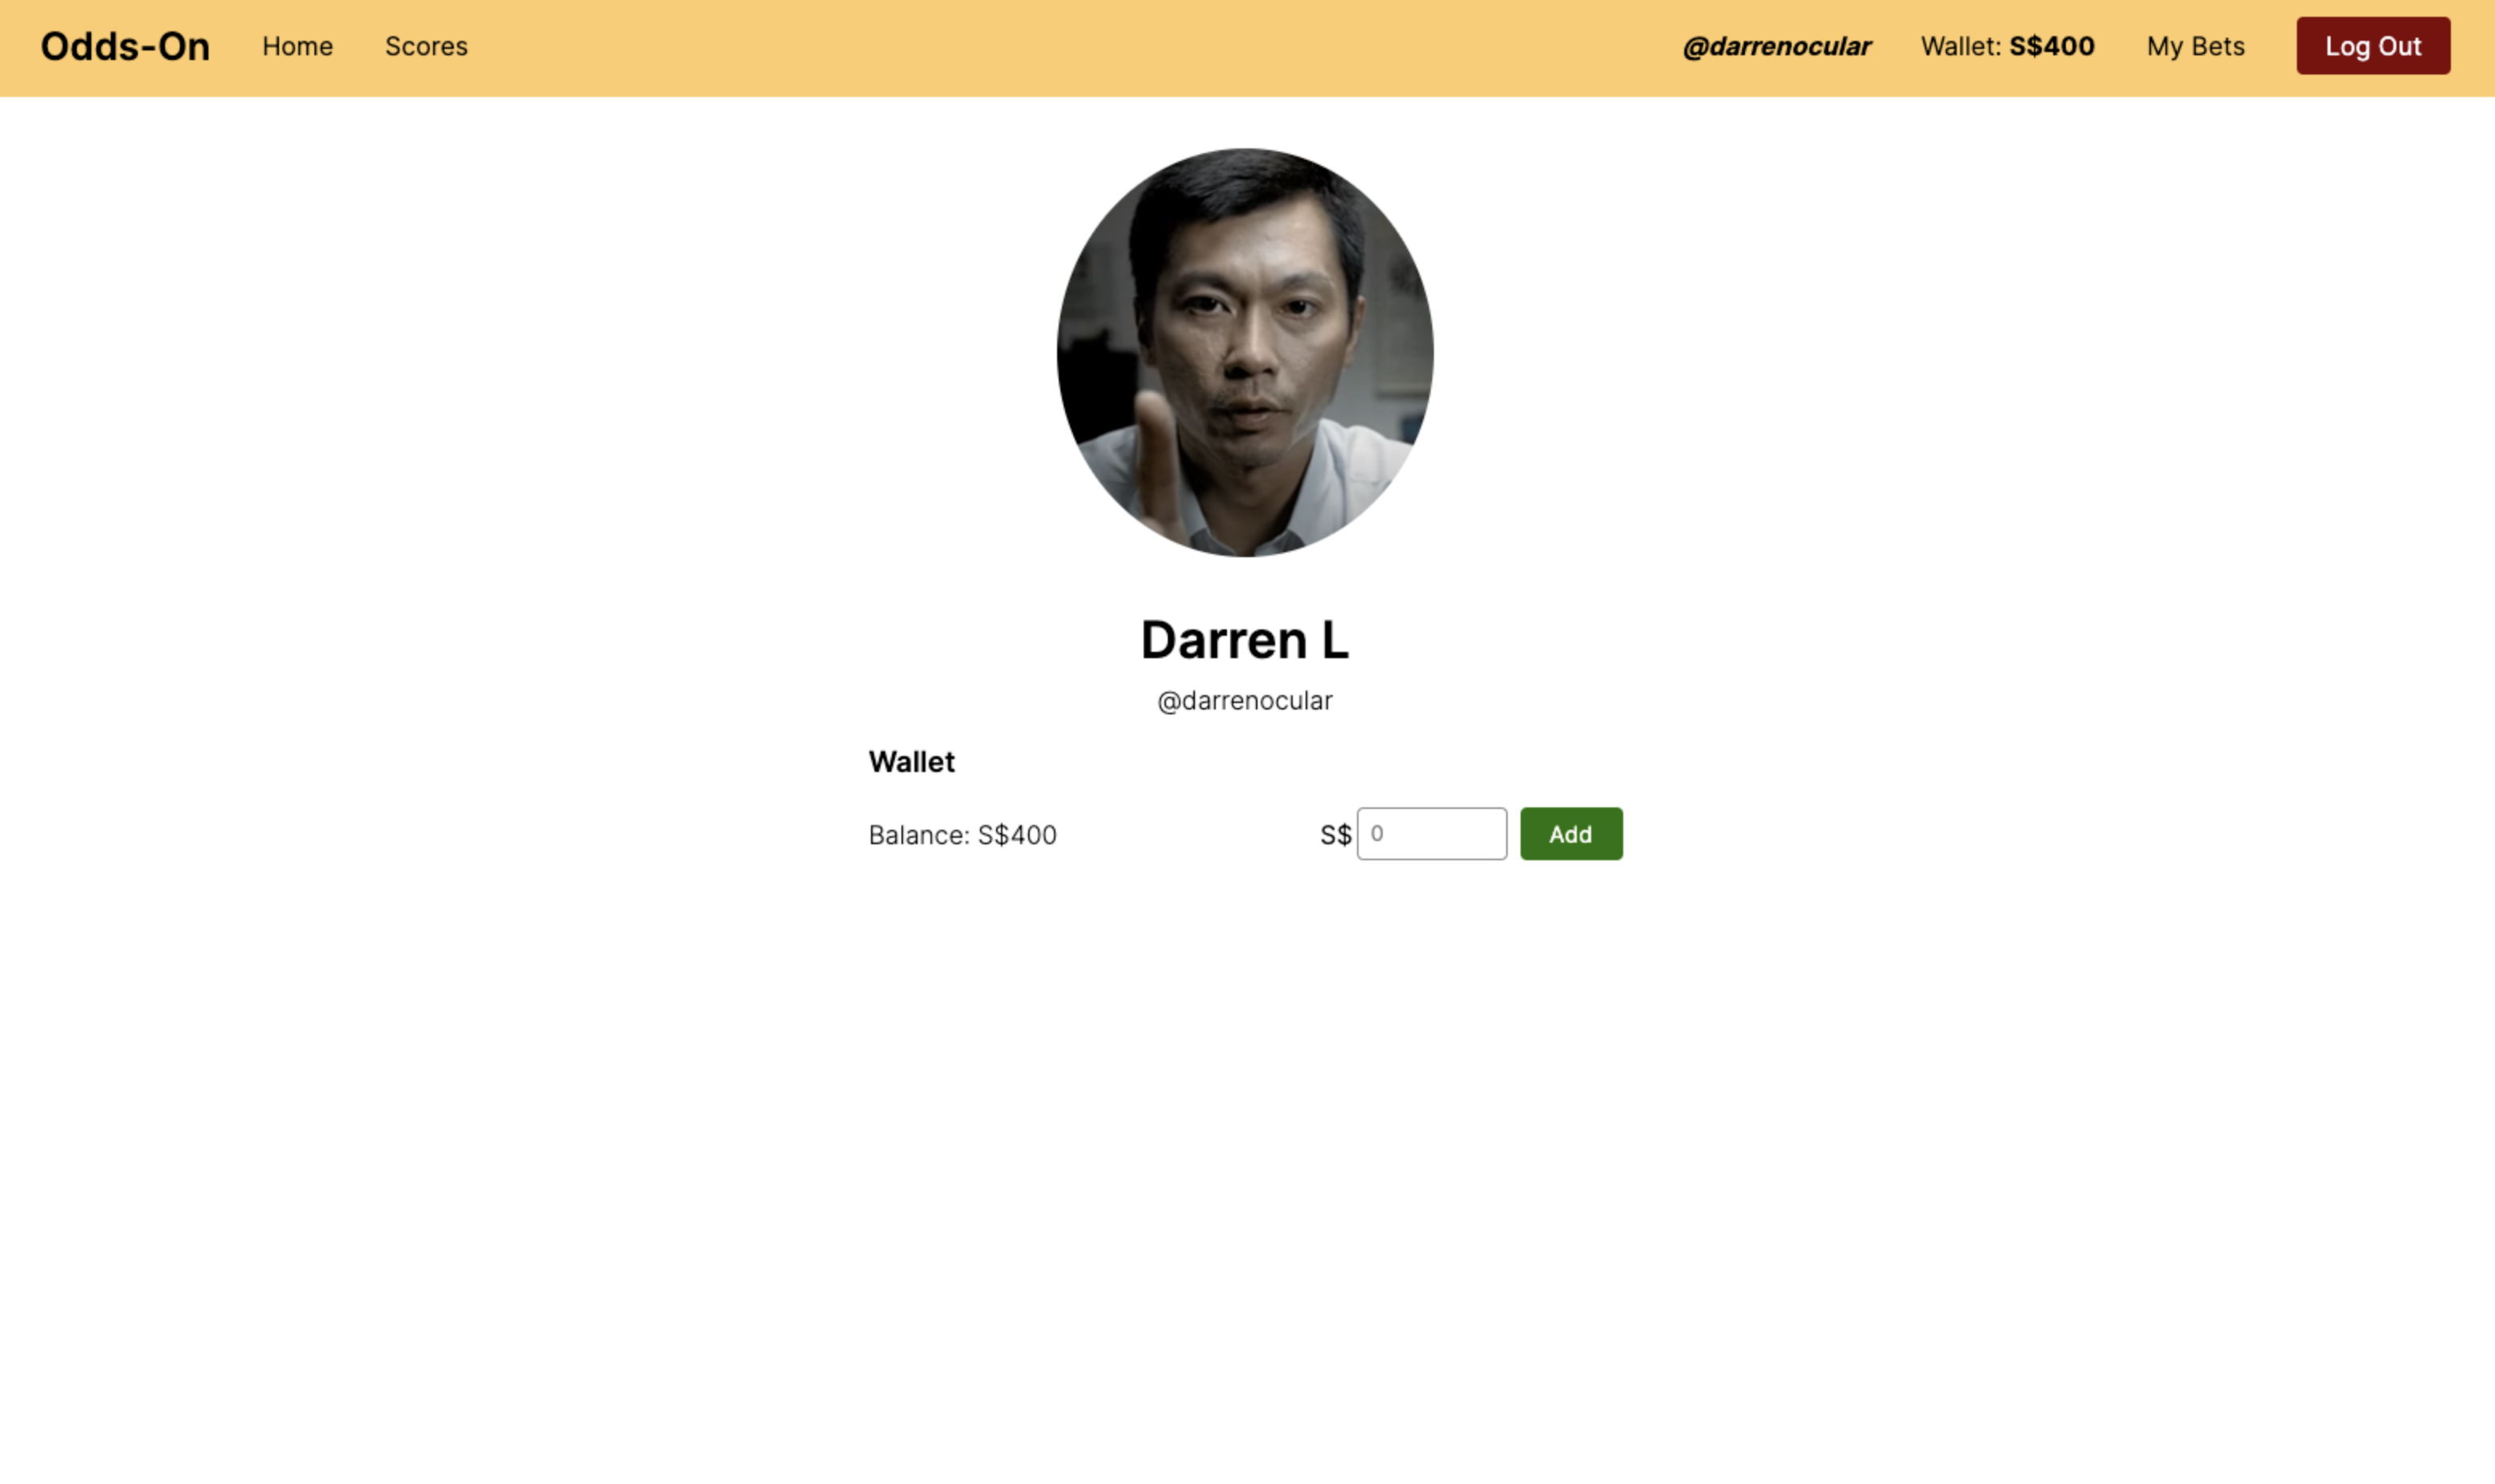 Odds-On Home Scores @darrenocular Wallet: S$400 My Bets Log Out
Darren L
@darrenocular
Wallet
Balance: S$400 S$ 0 Add